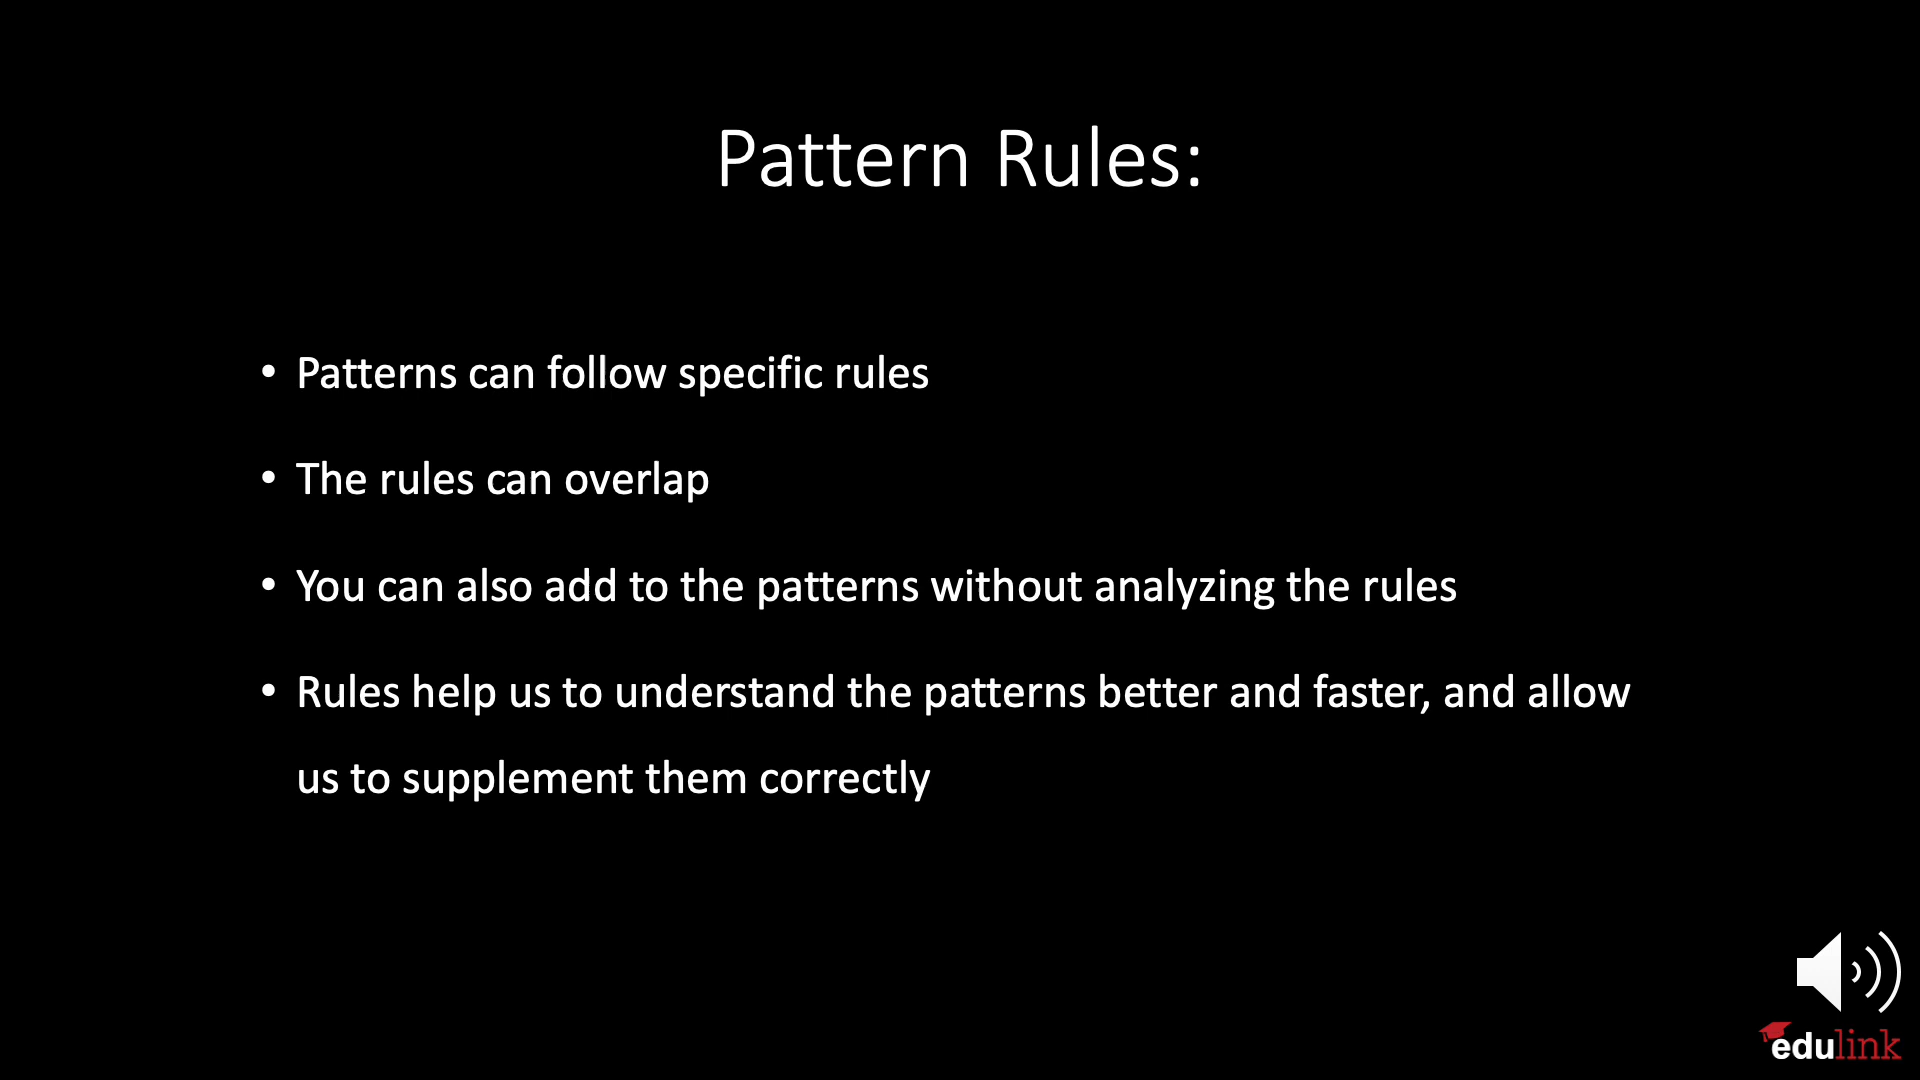 Pattern Rules:
• Patterns can follow specific rules
• The rules can overlap
• You can also add to the patterns without analyzing the rules
• Rules help us to understand the patterns better and faster, and allow
us to supplement them correctly
edulink